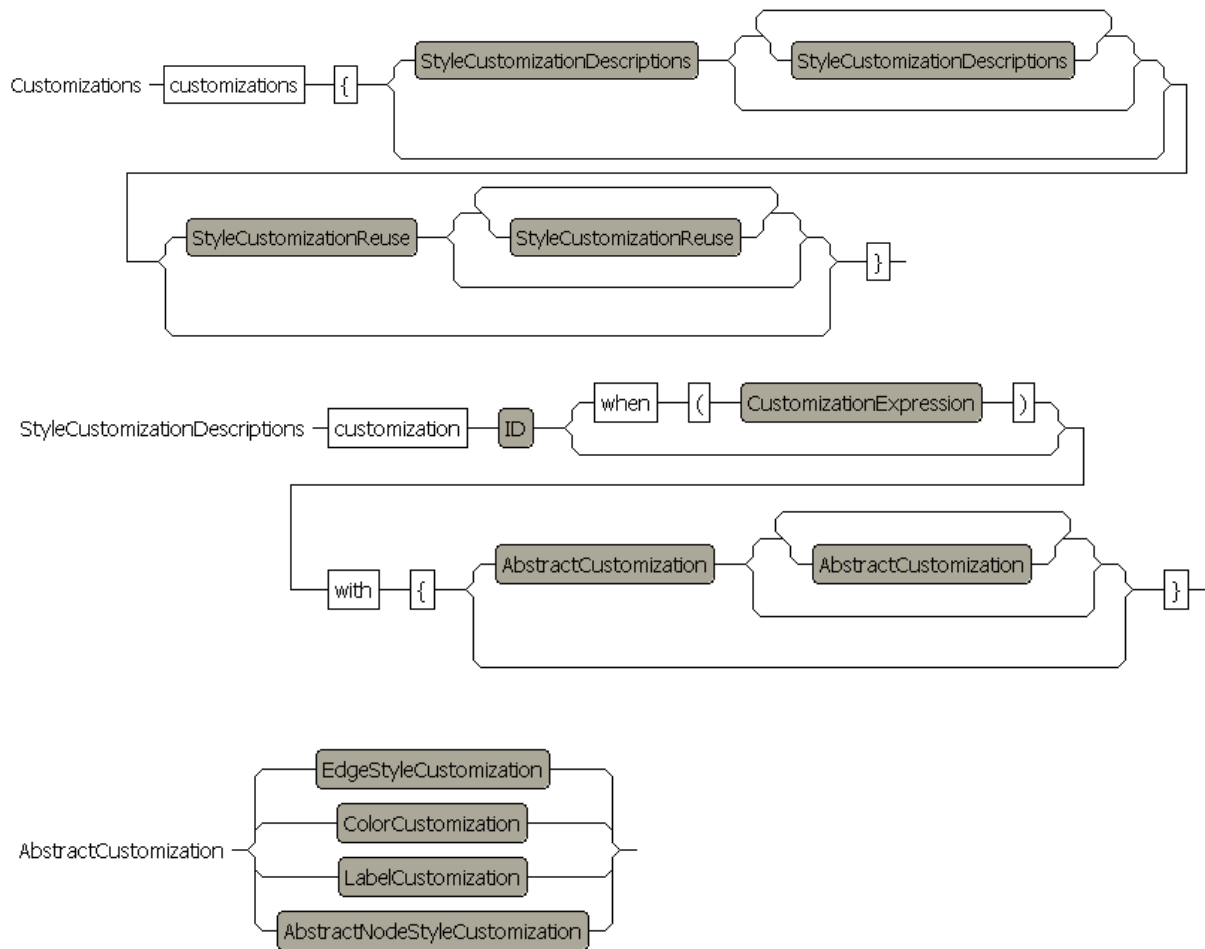 StyleCustomizationDescriptions StyleCustomizationDescriptions
Customizations customizations {
StyleCustomizationReuse StyleCustomizationReuse
}
when ( CustomizationExpression )
StyleCustomizationDescriptions customization ID
AbstractCustomization AbstractCustomization
with { }
EdgeStyleCustomization
ColorCustomization
AbstractCustomization
LabelCustomization
AbstractNodeStyleCustomization